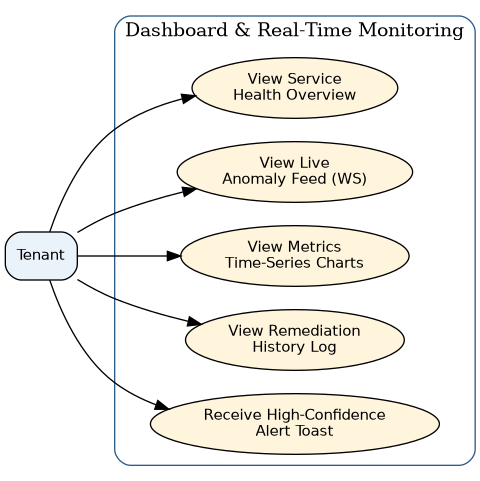 Dashboard & Real-Time Monitoring
View Service
Health Overview
View Live
Anomaly Feed (WS)
Tenant
View Metrics
Time-Series Charts
View Remediation
History Log
Receive High-Confidence
Alert Toast